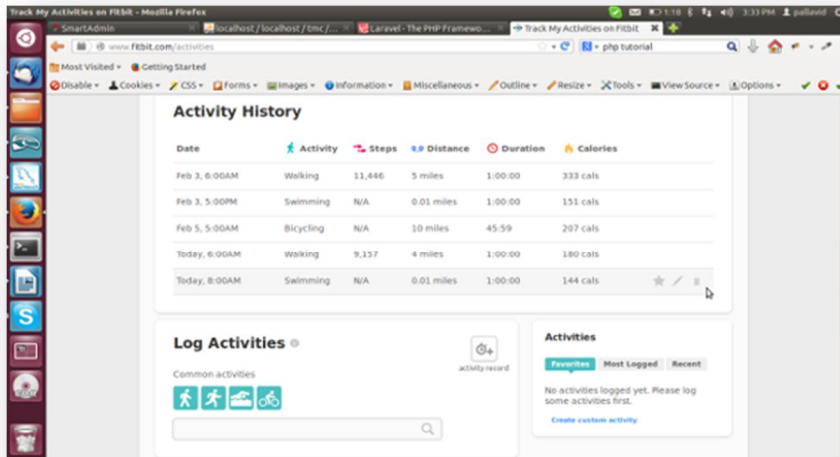 Track My Activities on Fitbit - Mozilla Firefox 1:18 3:33 PM pallavid
SmartAdmin localhost / localhost / tmc /... Laravel - The PHP Framewo... Track My Activities on Fitbit
www.fitbit.com/activities php tutorial
Most Visited Getting Started
Disable Cookies CSS Forms Images Information Miscellaneous Outline Resize Tools View Source Options
Activity History
Date Activity Steps Distance Duration Calories
Feb 3, 6:00AM Walking 11,446 5 miles 1:00:00 333 cals
Feb 3, 5:00PM Swimming N/A 0.01 miles 1:00:00 151 cals
Feb 5, 5:00AM Bicycling N/A 10 miles 45:59 207 cals
Today, 6:00AM Walking 9,157 4 miles 1:00:00 180 cals
Today, 8:00AM Swimming N/A 0.01 miles 1:00:00 144 cals
Log Activities
activity record
Common activities
Activities
Favorites Most Logged Recent
No activities logged yet. Please log
some activities first.
Create custom activity